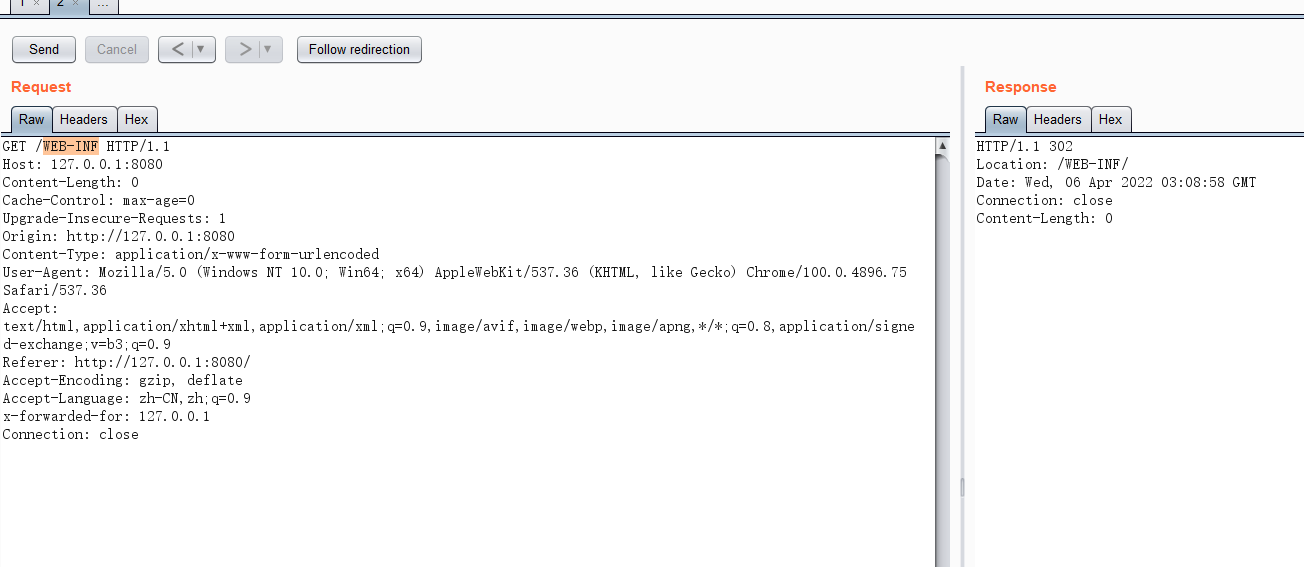 1 × 2 × ...
Send Cancel < ▼ > ▼ Follow redirection
Request
Raw Headers Hex
GET /WEB-INF HTTP/1.1
Host: 127.0.0.1:8080
Content-Length: 0
Cache-Control: max-age=0
Upgrade-Insecure-Requests: 1
Origin: http://127.0.0.1:8080
Content-Type: application/x-www-form-urlencoded
User-Agent: Mozilla/5.0 (Windows NT 10.0; Win64; x64) AppleWebKit/537.36 (KHTML, like Gecko) Chrome/100.0.4896.75
Safari/537.36
Accept:
text/html,application/xhtml+xml,application/xml;q=0.9,image/avif,image/webp,image/apng,*/*;q=0.8,application/signe
d-exchange;v=b3;q=0.9
Referer: http://127.0.0.1:8080/
Accept-Encoding: gzip, deflate
Accept-Language: zh-CN,zh;q=0.9
x-forwarded-for: 127.0.0.1
Connection: close
Response
Raw Headers Hex
HTTP/1.1 302
Location: /WEB-INF/
Date: Wed, 06 Apr 2022 03:08:58 GMT
Connection: close
Content-Length: 0